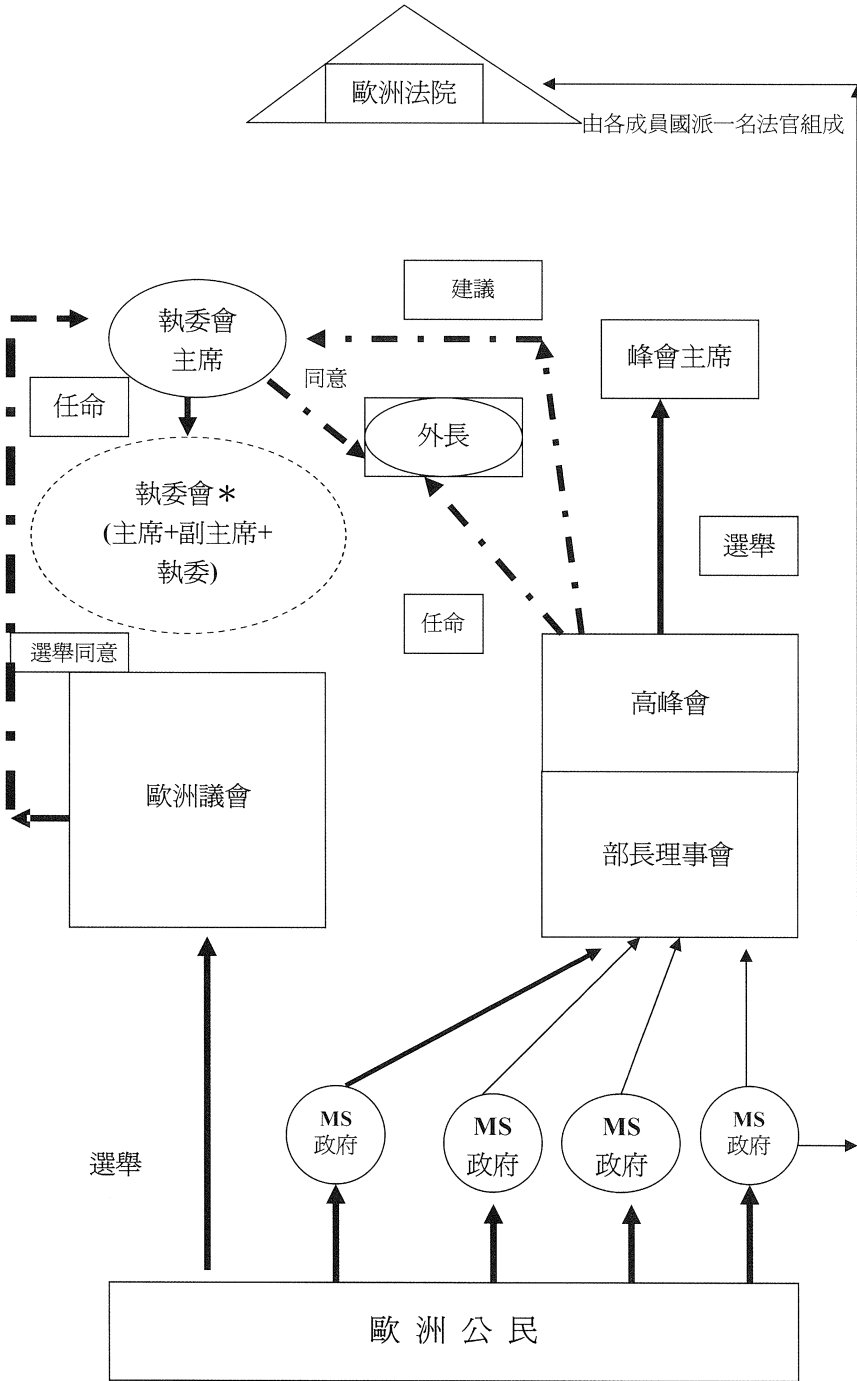 歐洲法院
由各成員國派一名法官組成
建議
執委會
主席
峰會主席
同意
任命
外長
執委會＊
(主席+副主席+
執委)
選舉
任命
選舉同意
高峰會
歐洲議會
部長理事會
MS
政府
MS
政府
MS
政府
MS
政府
選舉
歐 洲 公 民